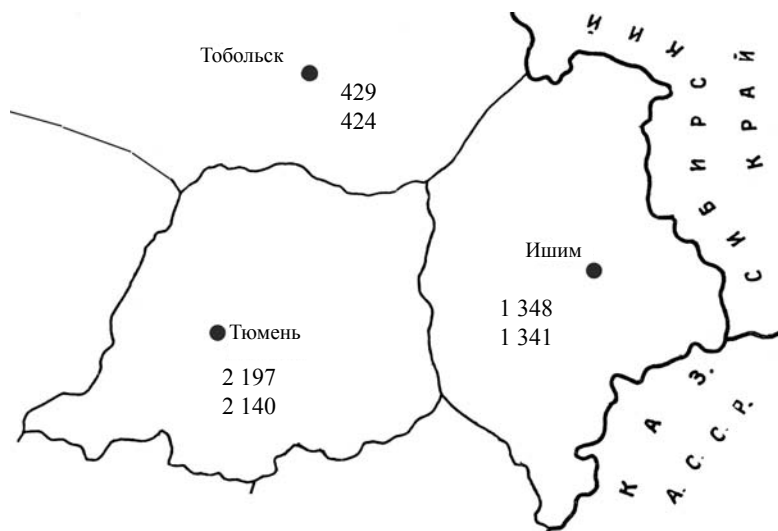 Тобольск
429
424
Ишим
1 348
1 341
Тюмень
2 197
2 140
СИБИРСКИЙ
КРАЙ
КАЗ.
А.С.С.Р.